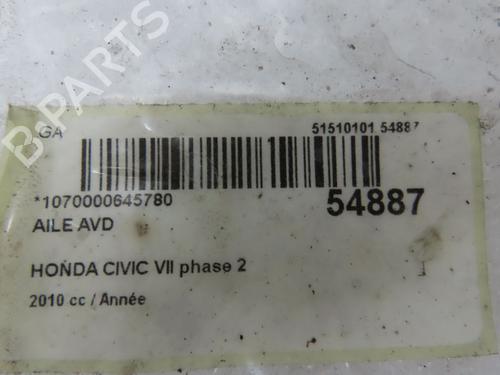 GA
51510101 54887
*1070000645780
54887
AILE AVD
HONDA CIVIC VII phase 2
2010 cc / Année
B-PARTS